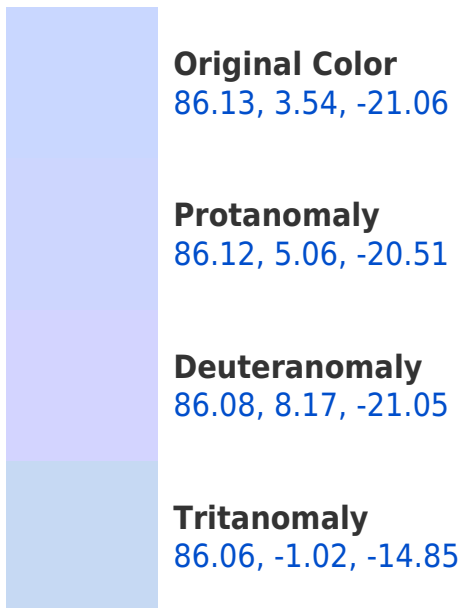 Original Color
86.13, 3.54, -21.06
Protanomaly
86.12, 5.06, -20.51
Deuteranomaly
86.08, 8.17, -21.05
Tritanomaly
86.06, -1.02, -14.85